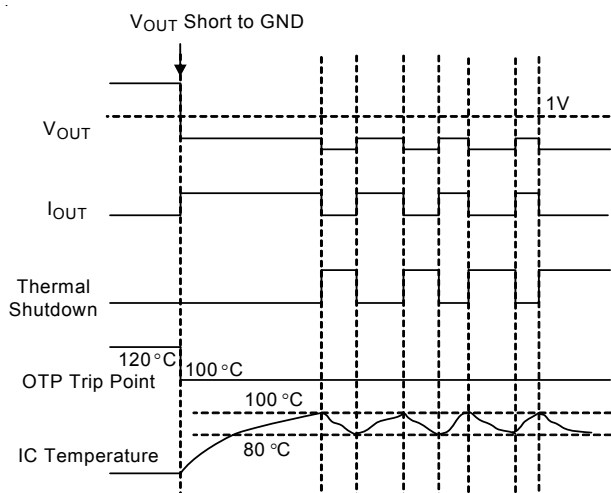 VOUT Short to GND
1V
VOUT
IOUT
Thermal
Shutdown
120 °C
100 °C
OTP Trip Point
100 °C
80 °C
IC Temperature